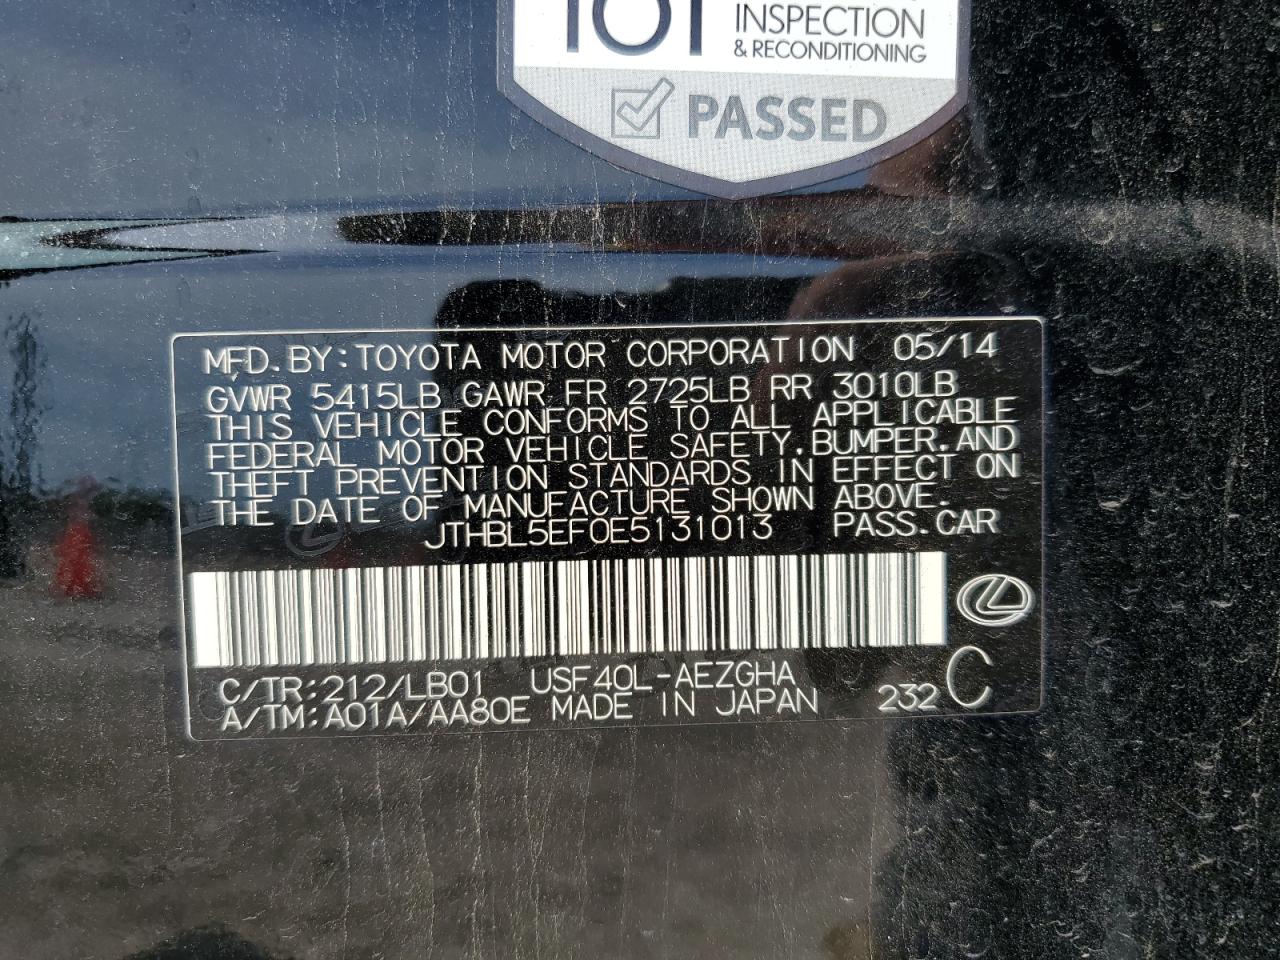 INSPECTION
& RECONDITIONING
PASSED
MFD.BY:TOYOTA MOTOR CORPORATION 05/14
GVWR 5415LB GAWR FR 2725LB RR 3010LB
THIS VEHICLE CONFORMS TO ALL APPLICABLE
FEDERAL MOTOR VEHICLE SAFETY,BUMPER,AND
THEFT PREVENTION STANDARDS IN EFFECT ON
THE DATE OF MANUFACTURE SHOWN ABOVE.
JTHBL5EF0E5131013 PASS.CAR
C/TR:212/LB01 USF40L-AEZGHA
A/TM:A01A/AA80E MADE IN JAPAN 232 C